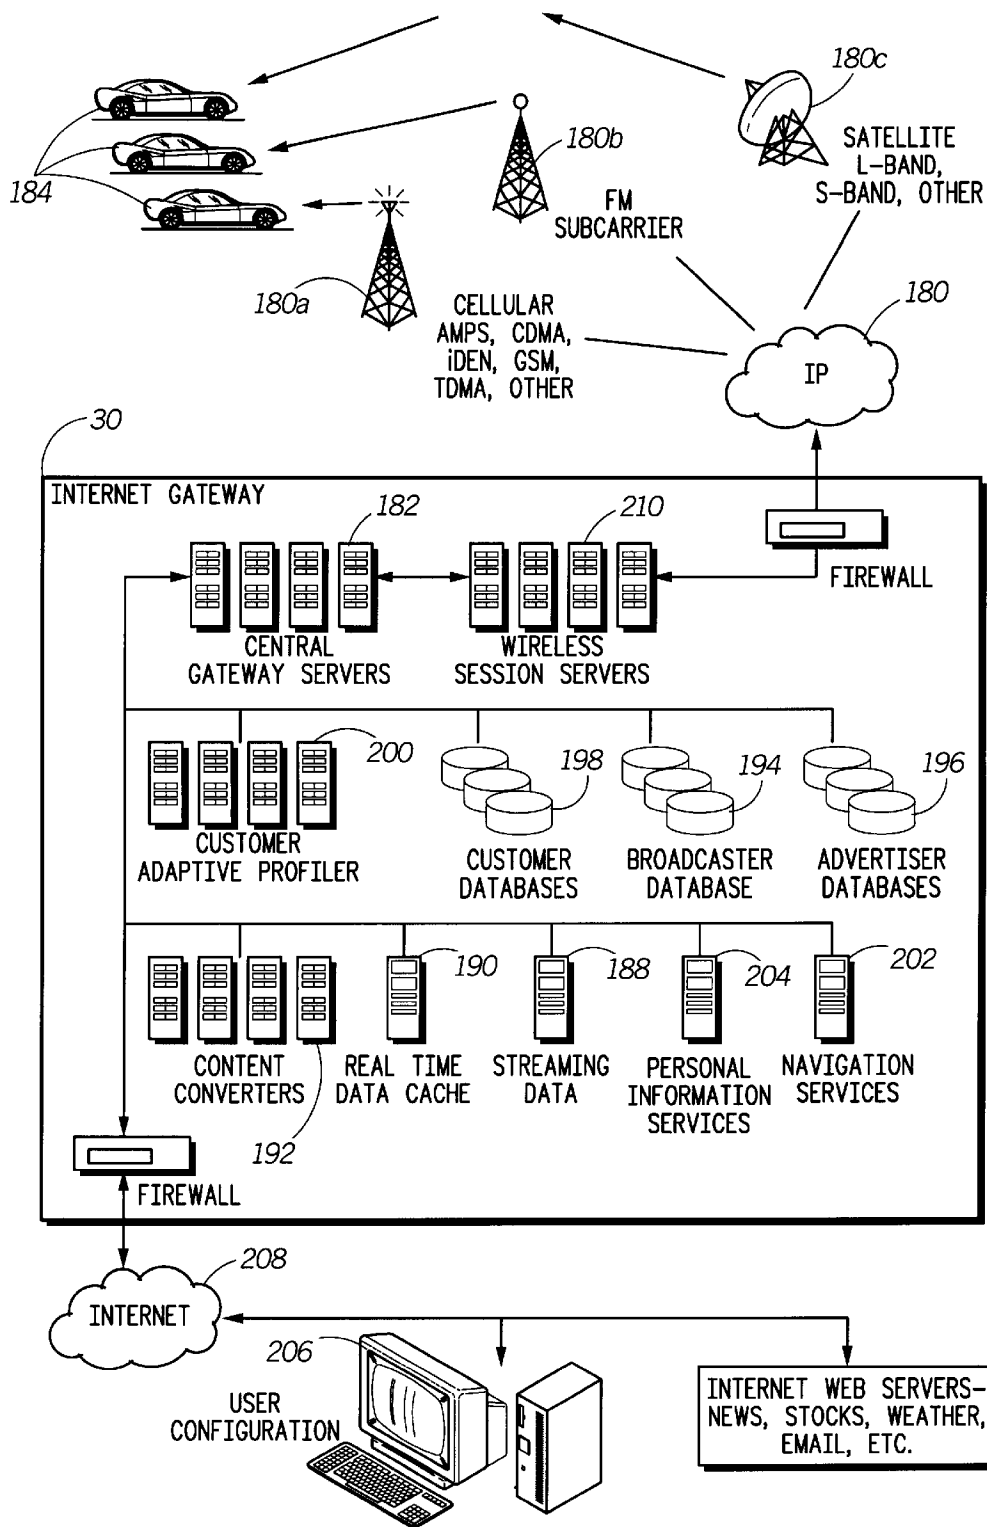 180c
SATELLITE
L-BAND,
S-BAND, OTHER
184
180b
FM
SUBCARRIER
180a
CELLULAR
AMPS, CDMA,
iDEN, GSM,
TDMA, OTHER
180
IP
30
INTERNET GATEWAY
182
210
FIREWALL
CENTRAL
GATEWAY SERVERS
WIRELESS
SESSION SERVERS
200
198
194
196
CUSTOMER
ADAPTIVE PROFILER
CUSTOMER
DATABASES
BROADCASTER
DATABASE
ADVERTISER
DATABASES
190
188
204
202
CONTENT
CONVERTERS
REAL TIME
DATA CACHE
STREAMING
DATA
PERSONAL
INFORMATION
SERVICES
NAVIGATION
SERVICES
192
FIREWALL
208
INTERNET
206
USER
CONFIGURATION
INTERNET WEB SERVERS-
NEWS, STOCKS, WEATHER,
EMAIL, ETC.